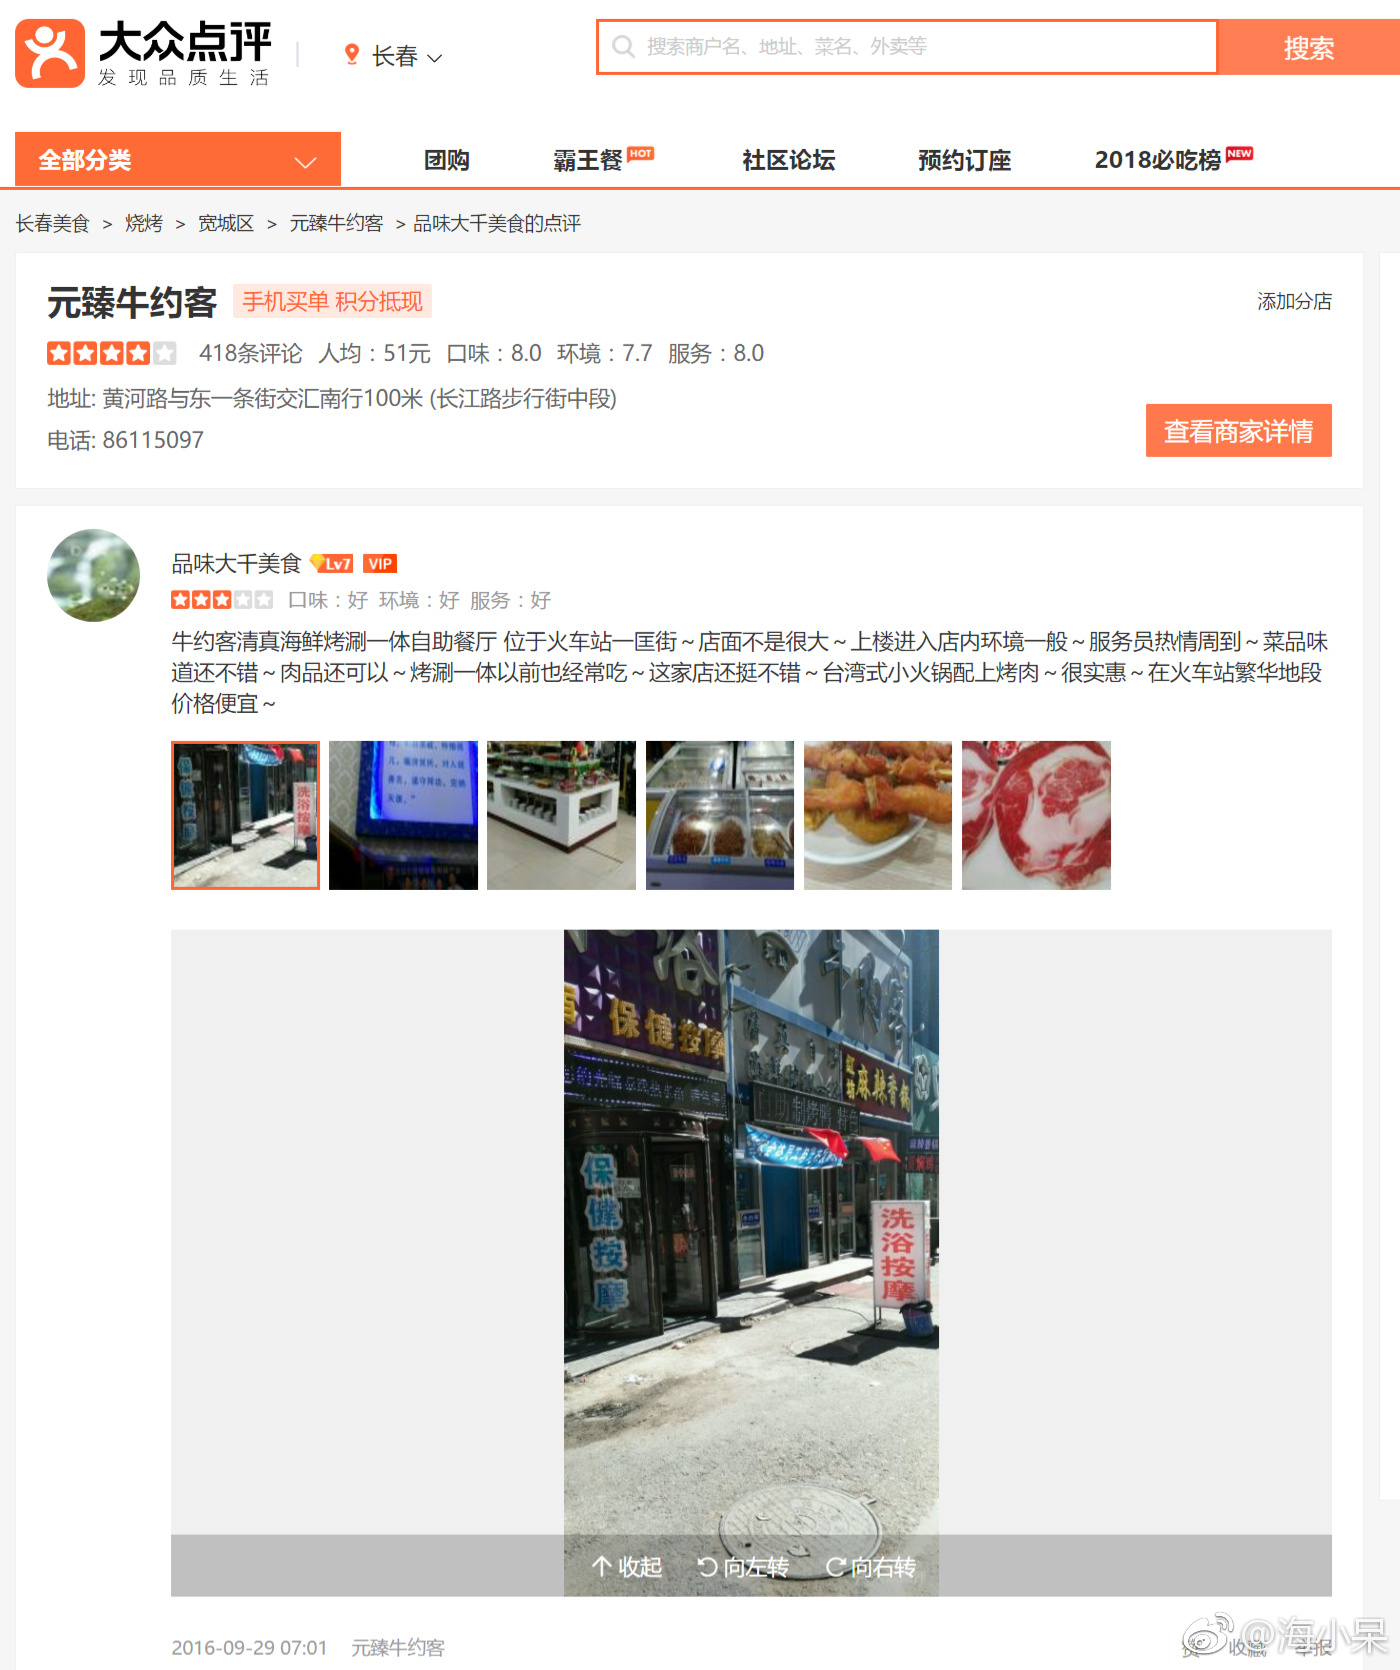 大众点评
发现品质生活
长春
搜索商户名、地址、菜名、外卖等
搜索
全部分类
团购
霸王餐 HOT
社区论坛
预约订座
2018必吃榜 NEW
长春美食 > 烧烤 > 宽城区 > 元臻牛约客 > 品味大千美食的点评
元臻牛约客 手机买单 积分抵现
添加分店
418条评论 人均：51元 口味：8.0 环境：7.7 服务：8.0
地址: 黄河路与东一条街交汇南行100米 (长江路步行街中段)
电话: 86115097
查看商家详情
品味大千美食 Lv7 VIP
口味：好 环境：好 服务：好
牛约客清真海鲜烤涮一体自助餐厅 位于火车站一匡街～店面不是很大～上楼进入店内环境一般～服务员热情周到～菜品味
道还不错～肉品还可以～烤涮一体以前也经常吃～这家店还挺不错～台湾式小火锅配上烤肉～很实惠～在火车站繁华地段
价格便宜～
保健按摩
洗浴按摩
保健按摩
麻辣香锅
保健按摩
洗浴按摩
收起 向左转 向右转
2016-09-29 07:01 元臻牛约客
赞 收藏 举报
@海小呆